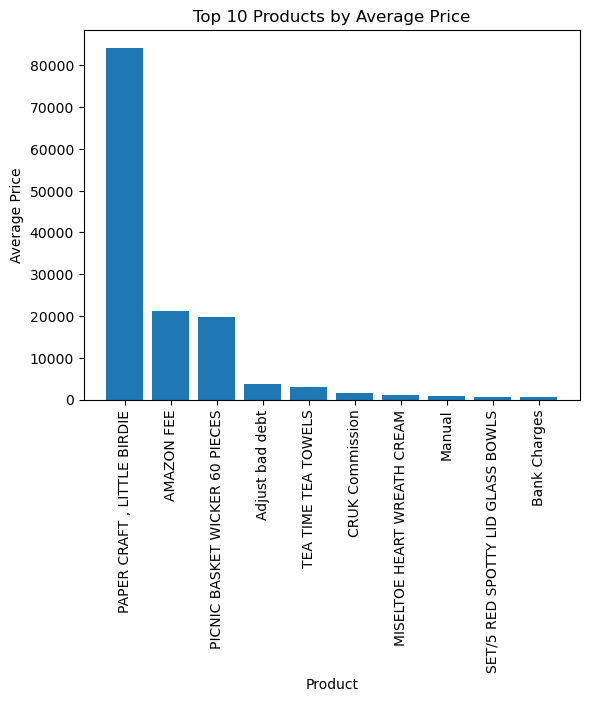 Top 10 Products by Average Price
Average Price
80000
70000
60000
50000
40000
30000
20000
10000
0
PAPER CRAFT , LITTLE BIRDIE
AMAZON FEE
PICNIC BASKET WICKER 60 PIECES
Adjust bad debt
TEA TIME TEA TOWELS
CRUK Commission
MISELTOE HEART WREATH CREAM
Manual
SET/5 RED SPOTTY LID GLASS BOWLS
Bank Charges
Product